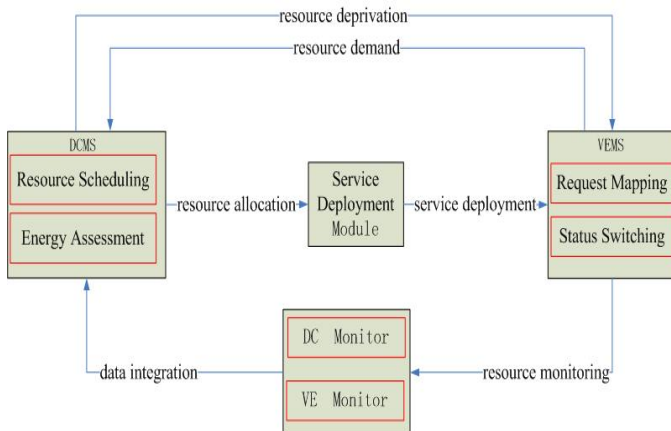 resource deprivation
resource demand
DCMS
Resource Scheduling
Energy Assessment
resource allocation
Service
Deployment
Module
service deployment
VEMS
Request Mapping
Status Switching
DC Monitor
VE Monitor
data integration
resource monitoring